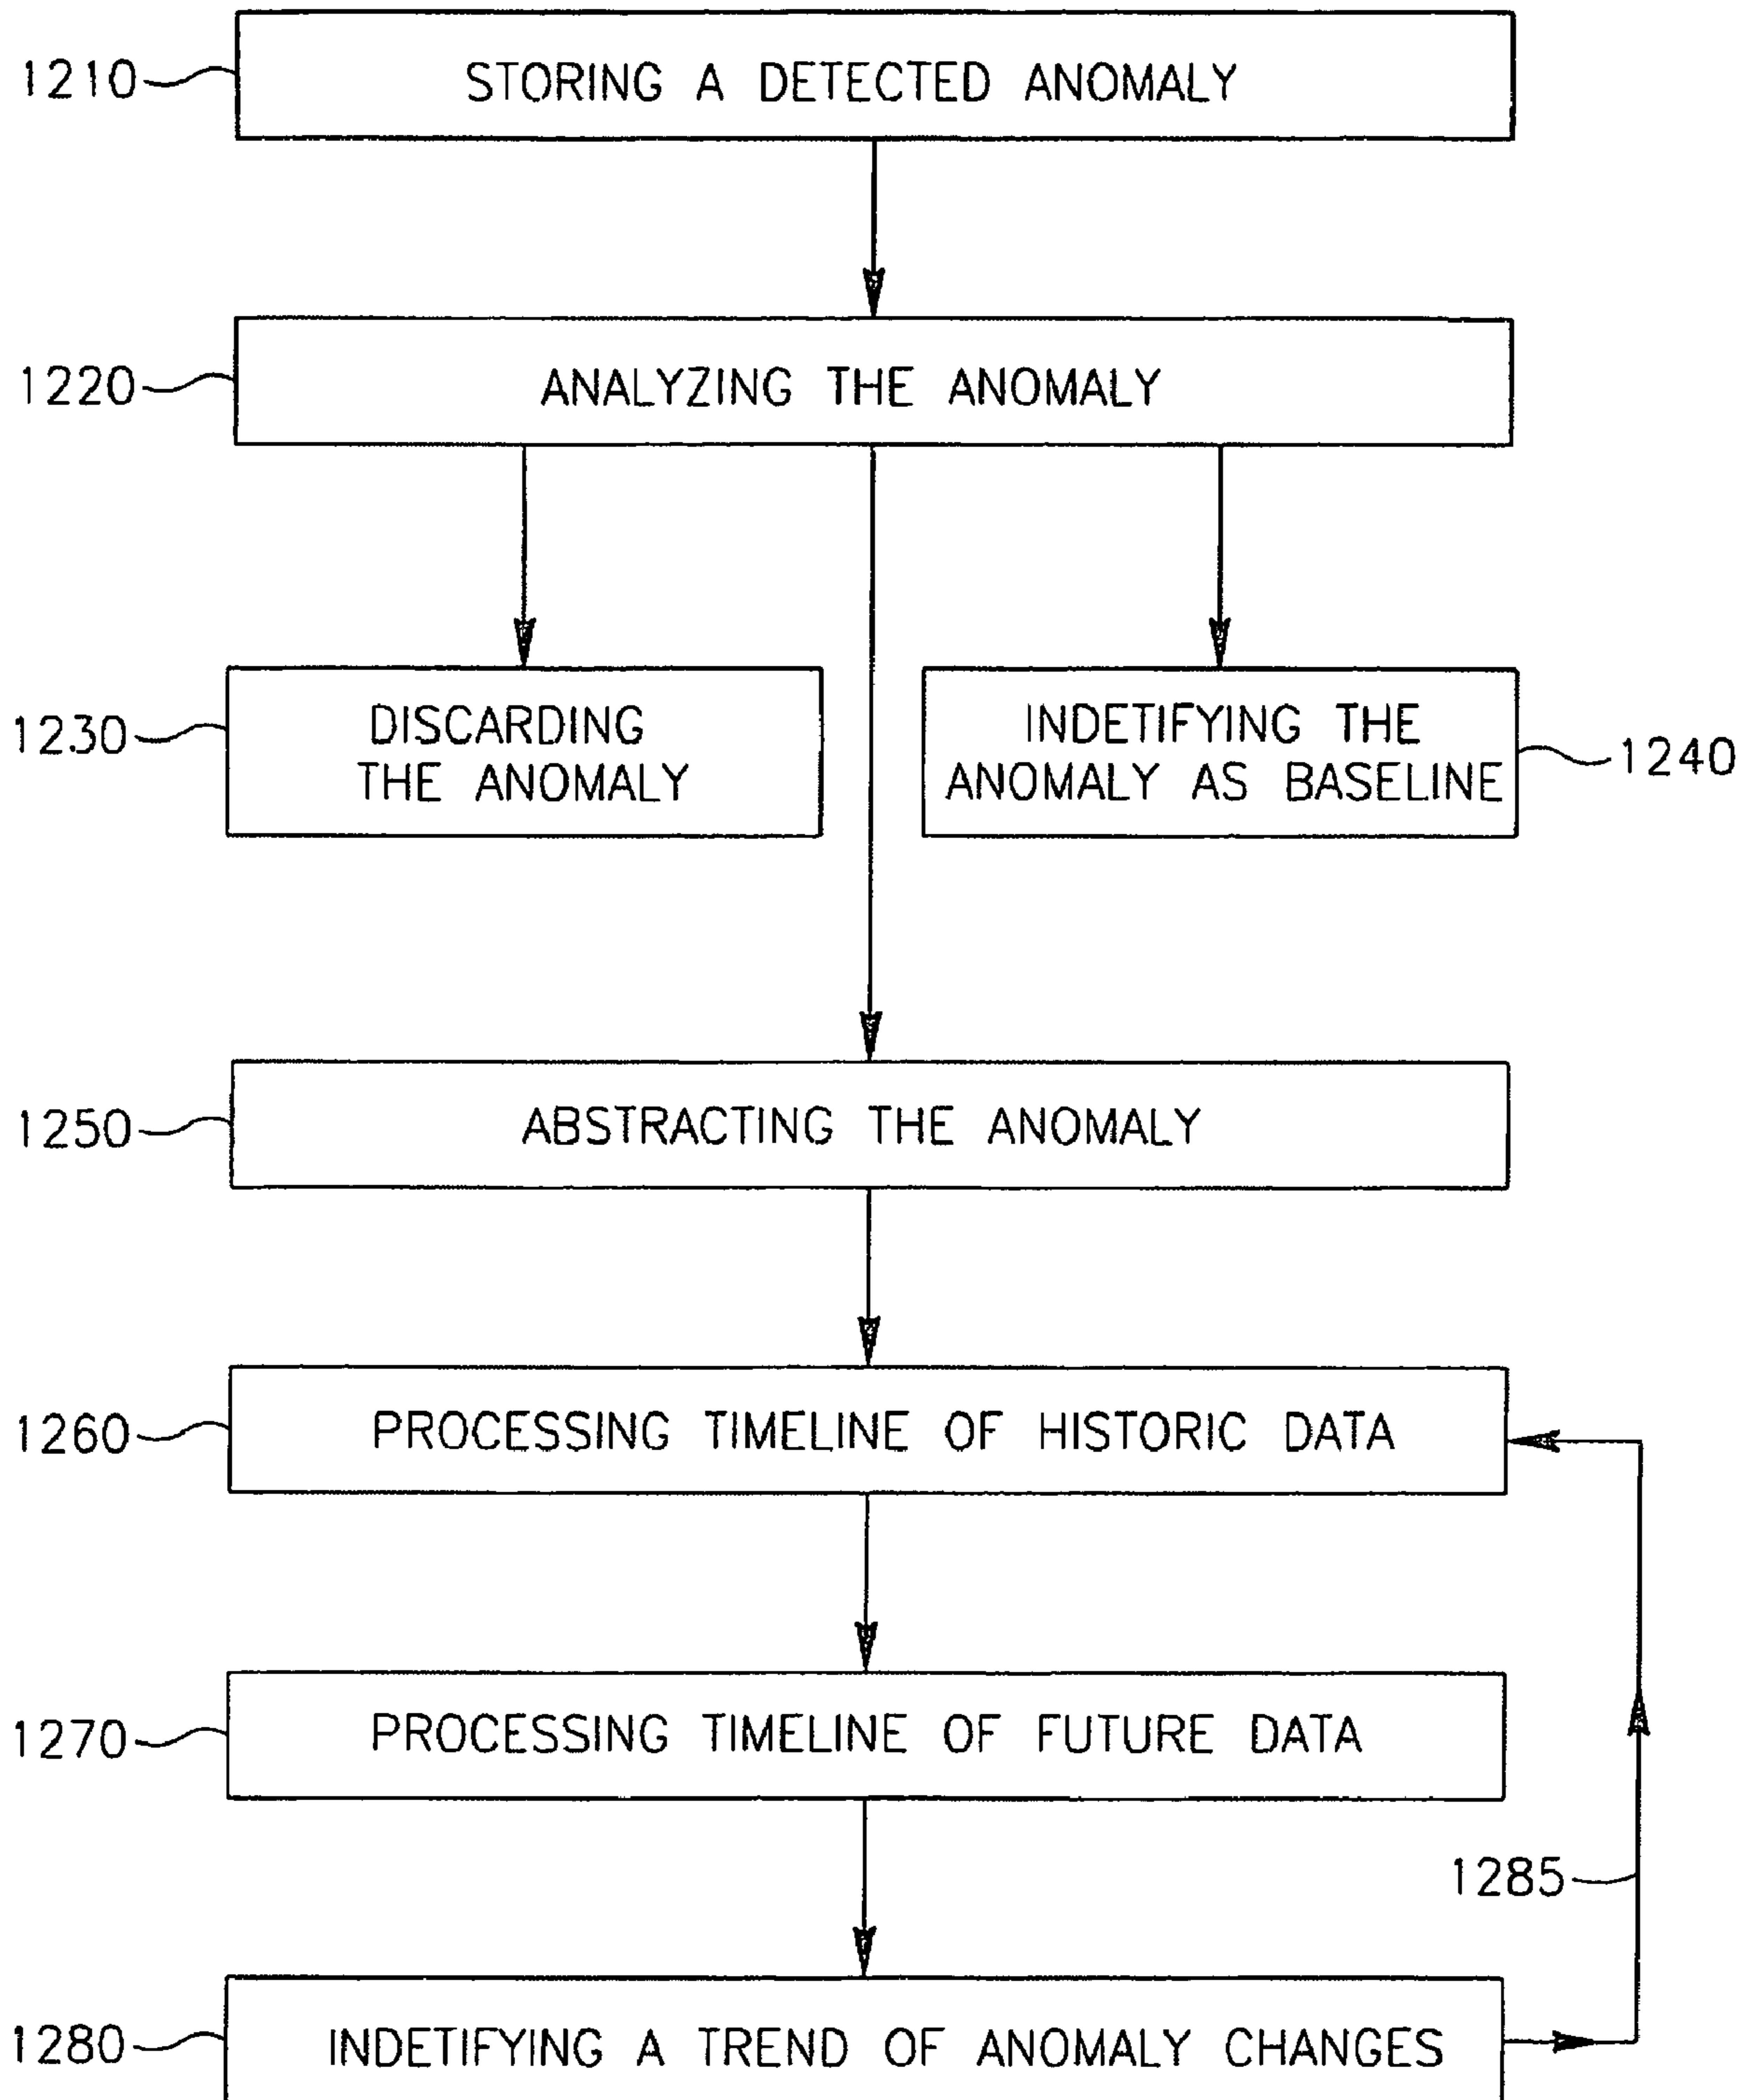 1210
STORING A DETECTED ANOMALY
1220
ANALYZING THE ANOMALY
1230
DISCARDING
THE ANOMALY
INDETIFYING THE
ANOMALY AS BASELINE
1240
1250
ABSTRACTING THE ANOMALY
1260
PROCESSING TIMELINE OF HISTORIC DATA
1270
PROCESSING TIMELINE OF FUTURE DATA
1285
1280
INDETIFYING A TREND OF ANOMALY CHANGES